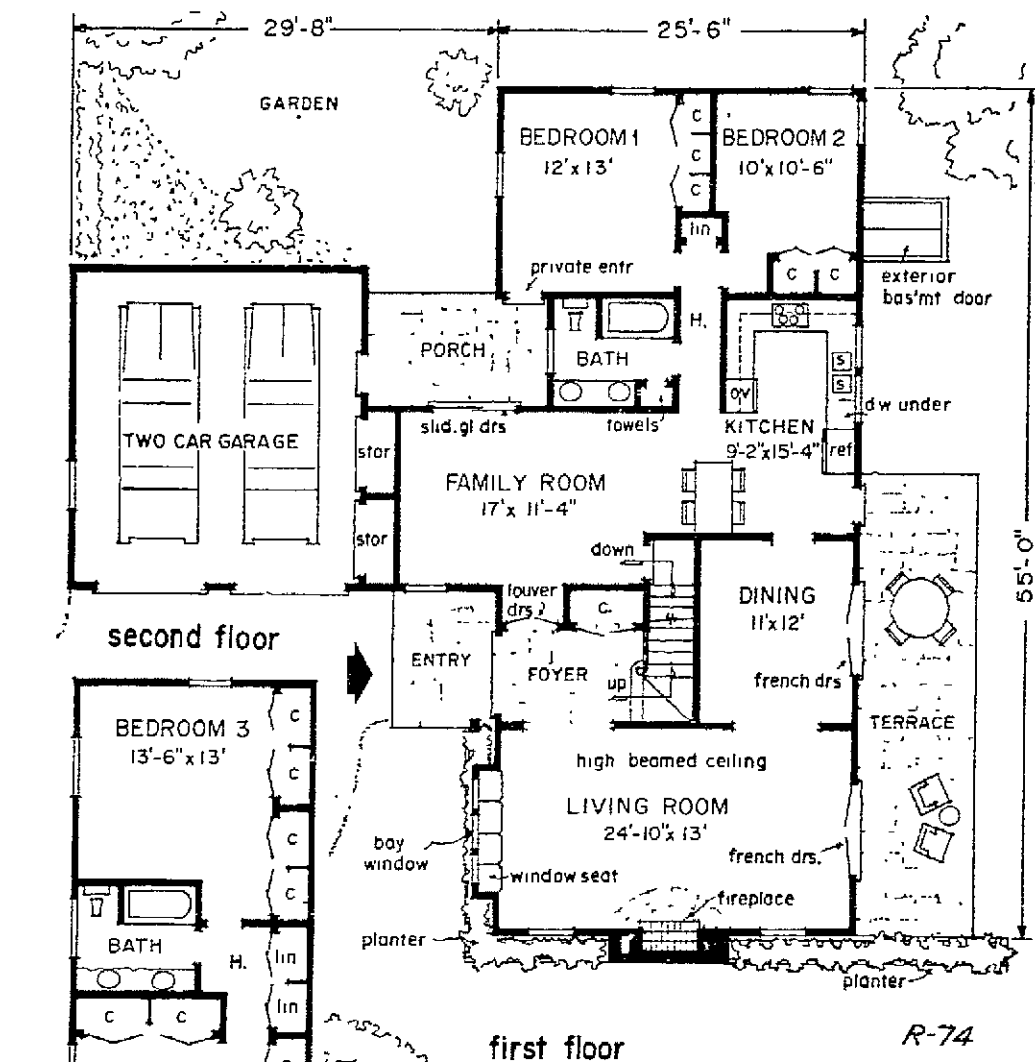 29'-8"
25'-6"
GARDEN
BEDROOM 1
12'x13'
C
C
C
BEDROOM 2
10'x10'-6"
lin
C
C
exterior
bas'mt door
private entr
PORCH
BATH
H.
S
S
OV
d w under
KITCHEN
9'-2"x15'-4"
ref
TWO CAR GARAGE
stor
stor
slid. gl drs
towels
FAMILY ROOM
17'x 11'-4"
down
55'-0"
louver
drs
C.
DINING
11'x12'
ENTRY
FOYER
up
french drs
TERRACE
second floor
BEDROOM 3
13'-6"x13'
C
C
C
C
BATH
H.
lin
lin
C
C
C
high beamed ceiling
LIVING ROOM
24'-10"x 13'
bay
window
window seat
french drs.
fireplace
planter
planter
first floor
R-74